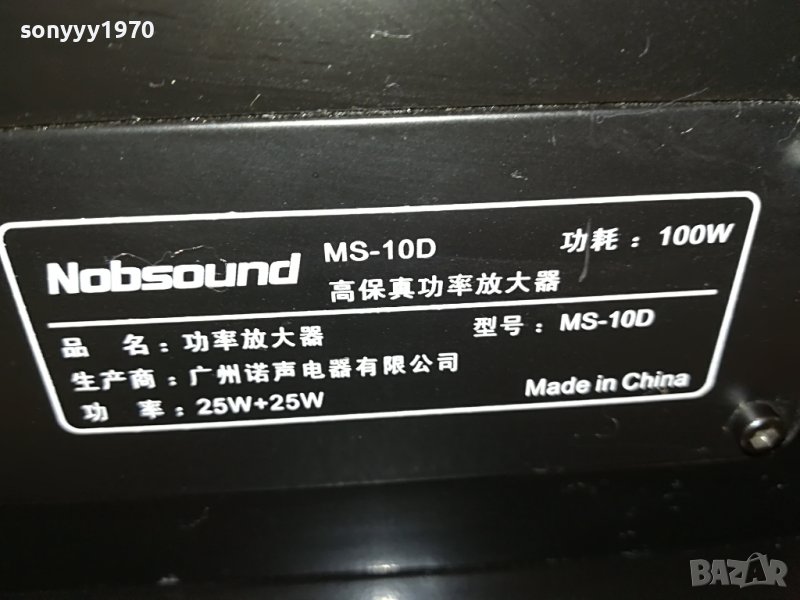 sonyyy1970
Nobsound MS-10D 功耗：100W
高保真功率放大器
品 名：功率放大器 型号：MS-10D
生产商：广州诺声电器有限公司
功 率：25W+25W Made in China
BAZAR